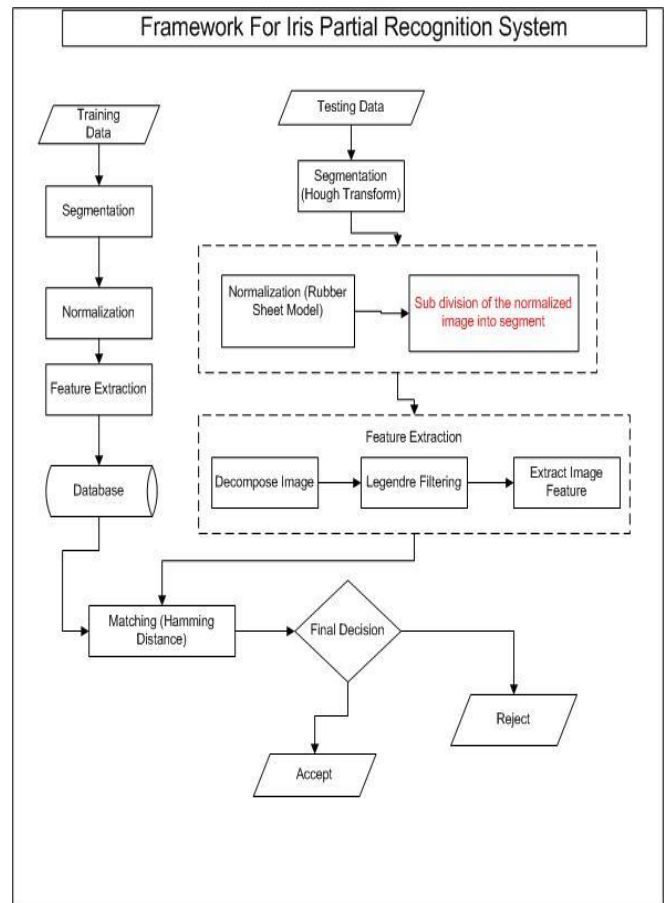 Framework For Iris Partial Recognition System
Training
Data
Segmentation
Normalization
Feature Extraction
Database
Testing Data
Segmentation
(Hough Transform)
Normalization (Rubber
Sheet Model)
Sub division of the normalized
image into segment
Feature Extraction
Decompose Image
Legendre Filtering
Extract Image
Feature
Matching (Hamming
Distance)
Final Decision
Reject
Accept